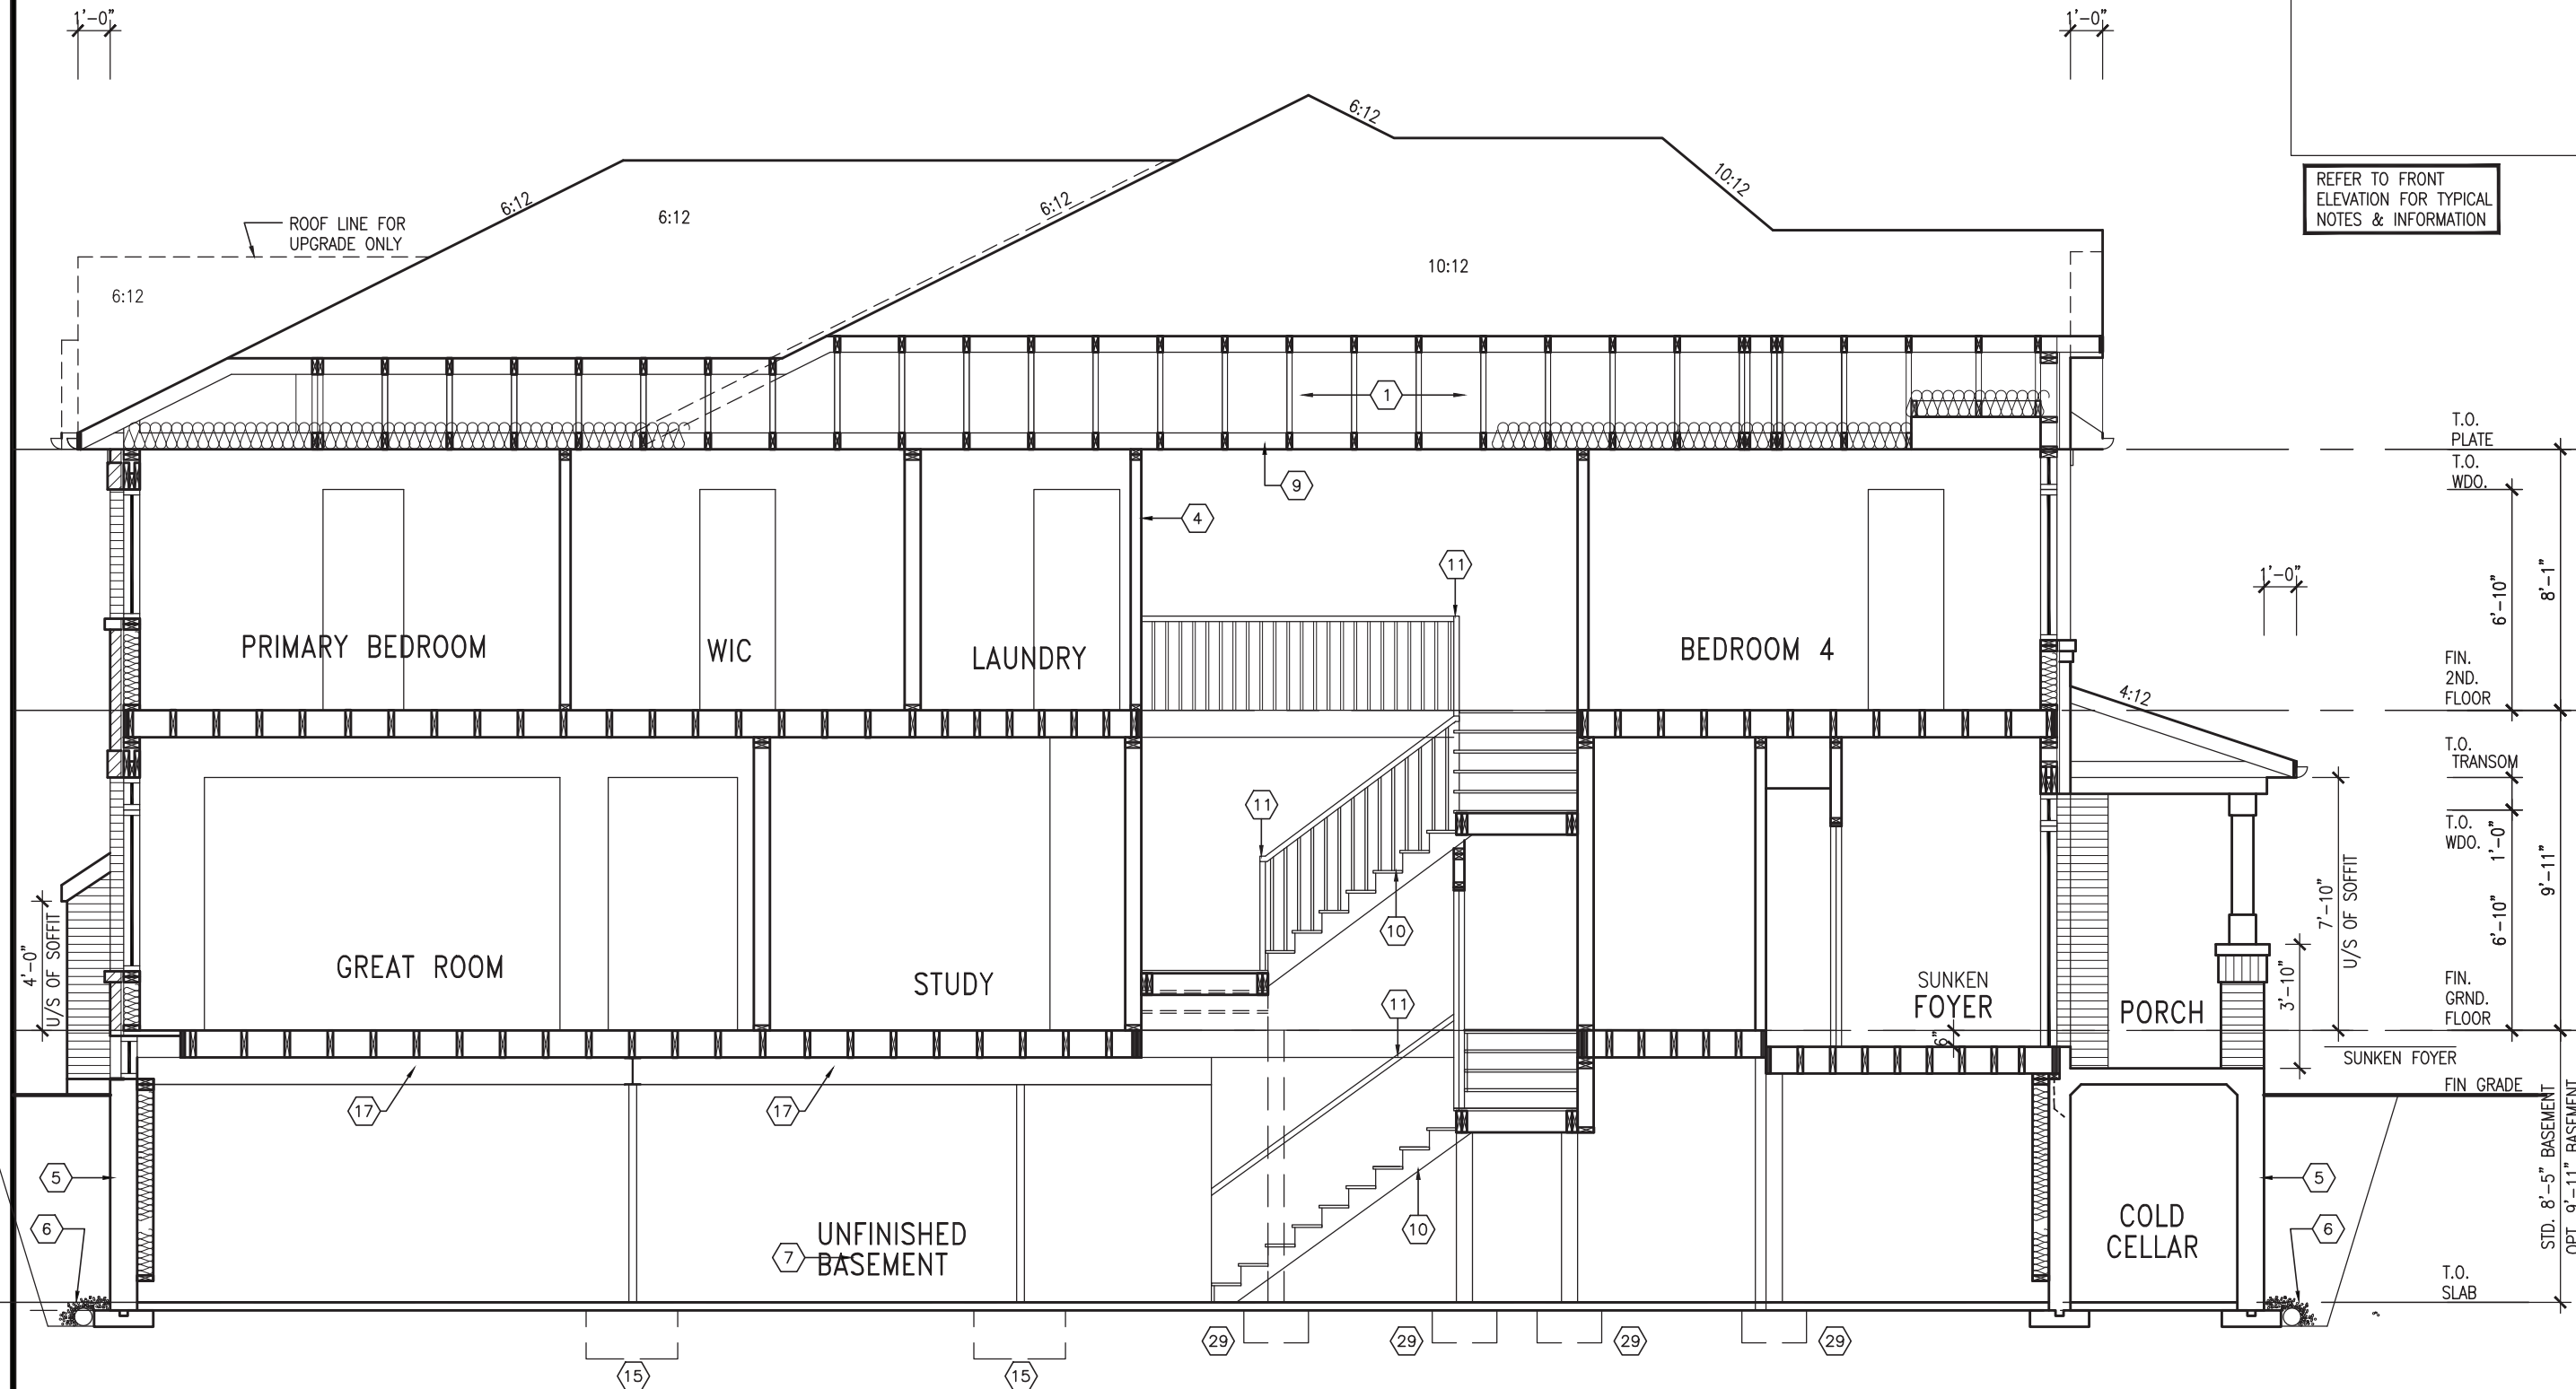 1'-0"
1'-0"
REFER TO FRONT
ELEVATION FOR TYPICAL
NOTES & INFORMATION
6:12
10:12
6:12
6:12
6:12
ROOF LINE FOR
UPGRADE ONLY
10:12
6:12
1
T.O.
PLATE
T.O.
WDO.
9
4
11
1'-0"
6'-10"
8'-1"
PRIMARY BEDROOM
WIC
LAUNDRY
BEDROOM 4
FIN.
2ND.
FLOOR
4:12
T.O.
TRANSOM
11
T.O.
WDO.
1'-0"
9'-11"
4'-0"
U/S OF SOFFIT
10
7'-10"
U/S OF SOFFIT
6'-10"
GREAT ROOM
STUDY
SUNKEN
FOYER
PORCH
3'-10"
FIN.
GRND.
FLOOR
11
6"
SUNKEN FOYER
FIN GRADE
17
17
5
5
STD. 8'-5" BASEMENT
OPT. 9'-11" BASEMENT
6
7
UNFINISHED
BASEMENT
10
COLD
CELLAR
6
T.O.
SLAB
29
29
29
29
15
15